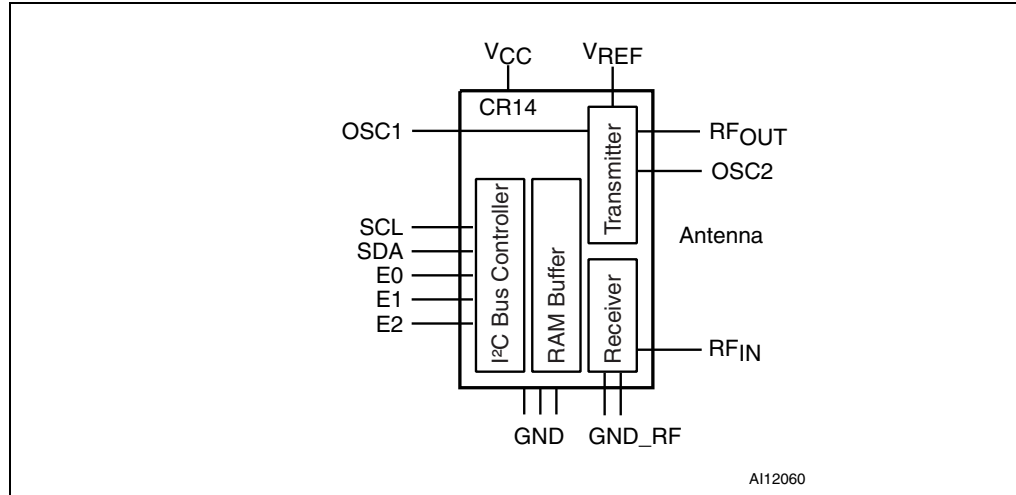 VCC VREF
CR14
OSC1
RFOUT
OSC2
Transmitter
SCL
SDA
E0
E1
E2
I²C Bus Controller
RAM Buffer
Receiver
Antenna
RFIN
GND GND_RF
AI12060